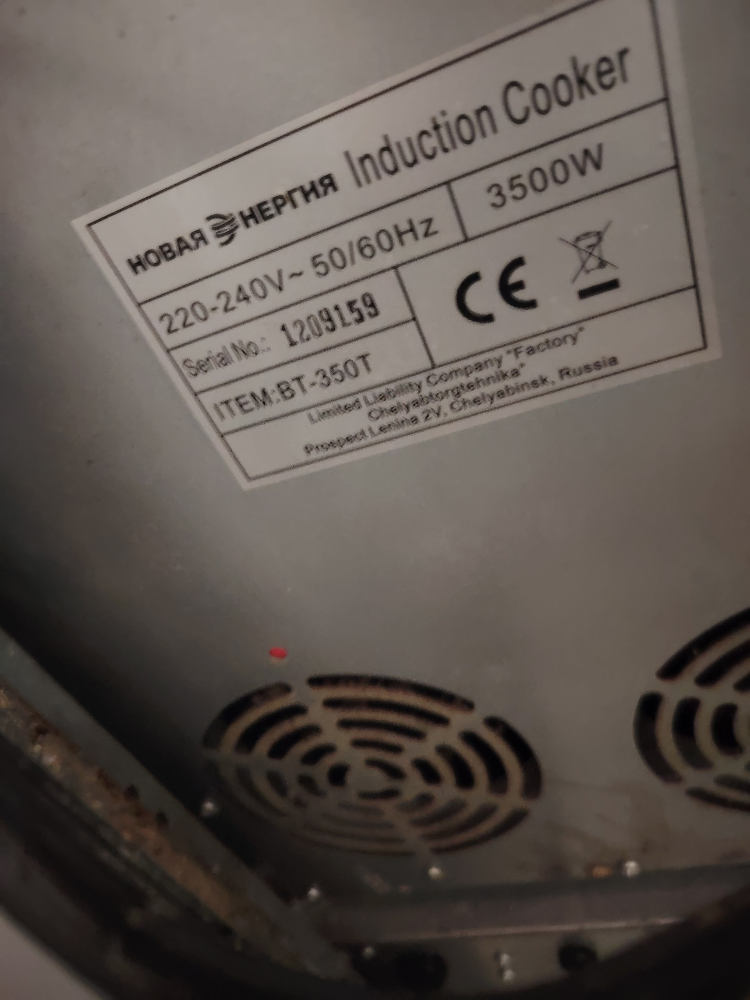 НОВАЯ ЭНЕРГИЯ Induction Cooker
220-240V~ 50/60Hz 3500W
Serial No.: 1209159
CE
ITEM:BT-350T
Limited Liability Company "Factory"
Chelyabtorgtehnika"
Prospect Lenina 2V, Chelyabinsk, Russia